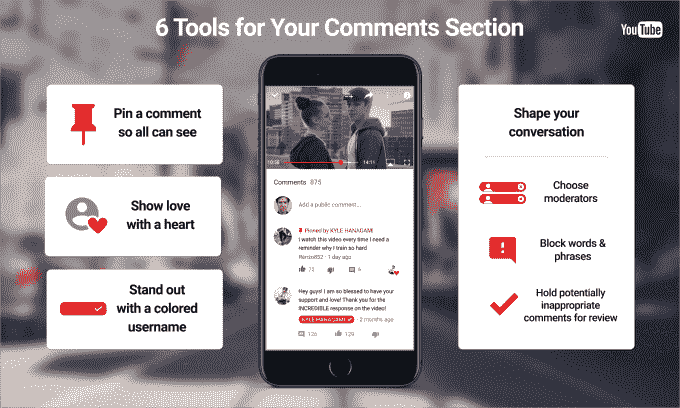 6 Tools for Your Comments Section
YouTube
Pin a comment
so all can see
Show love
with a heart
Stand out
with a colored
username
10:58
14:11
Comments 875
Add a public comment...
Pinned by KYLE HANAGAMI
I watch this video every time I need a
reminder why I train so hard
1 day ago
Hey guys! I am so blessed to have your
support and love! Thank you for the
INCREDIBLE response on the video!
KYLE HANAGAMI
2 months ago
126
129
Shape your
conversation
Choose
moderators
Block words &
phrases
Hold potentially
inappropriate
comments for review